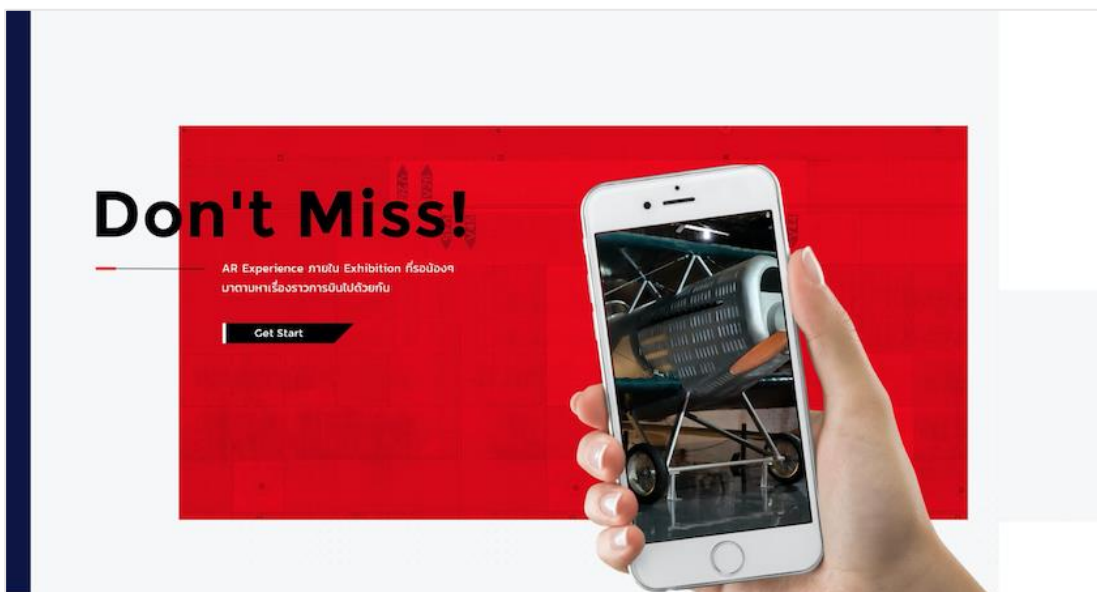 Don't Miss!
AR Experience ภายใน Exhibition ที่รอน้องๆ
มาตามหาเรื่องราวการบินไปด้วยกัน
Get Start